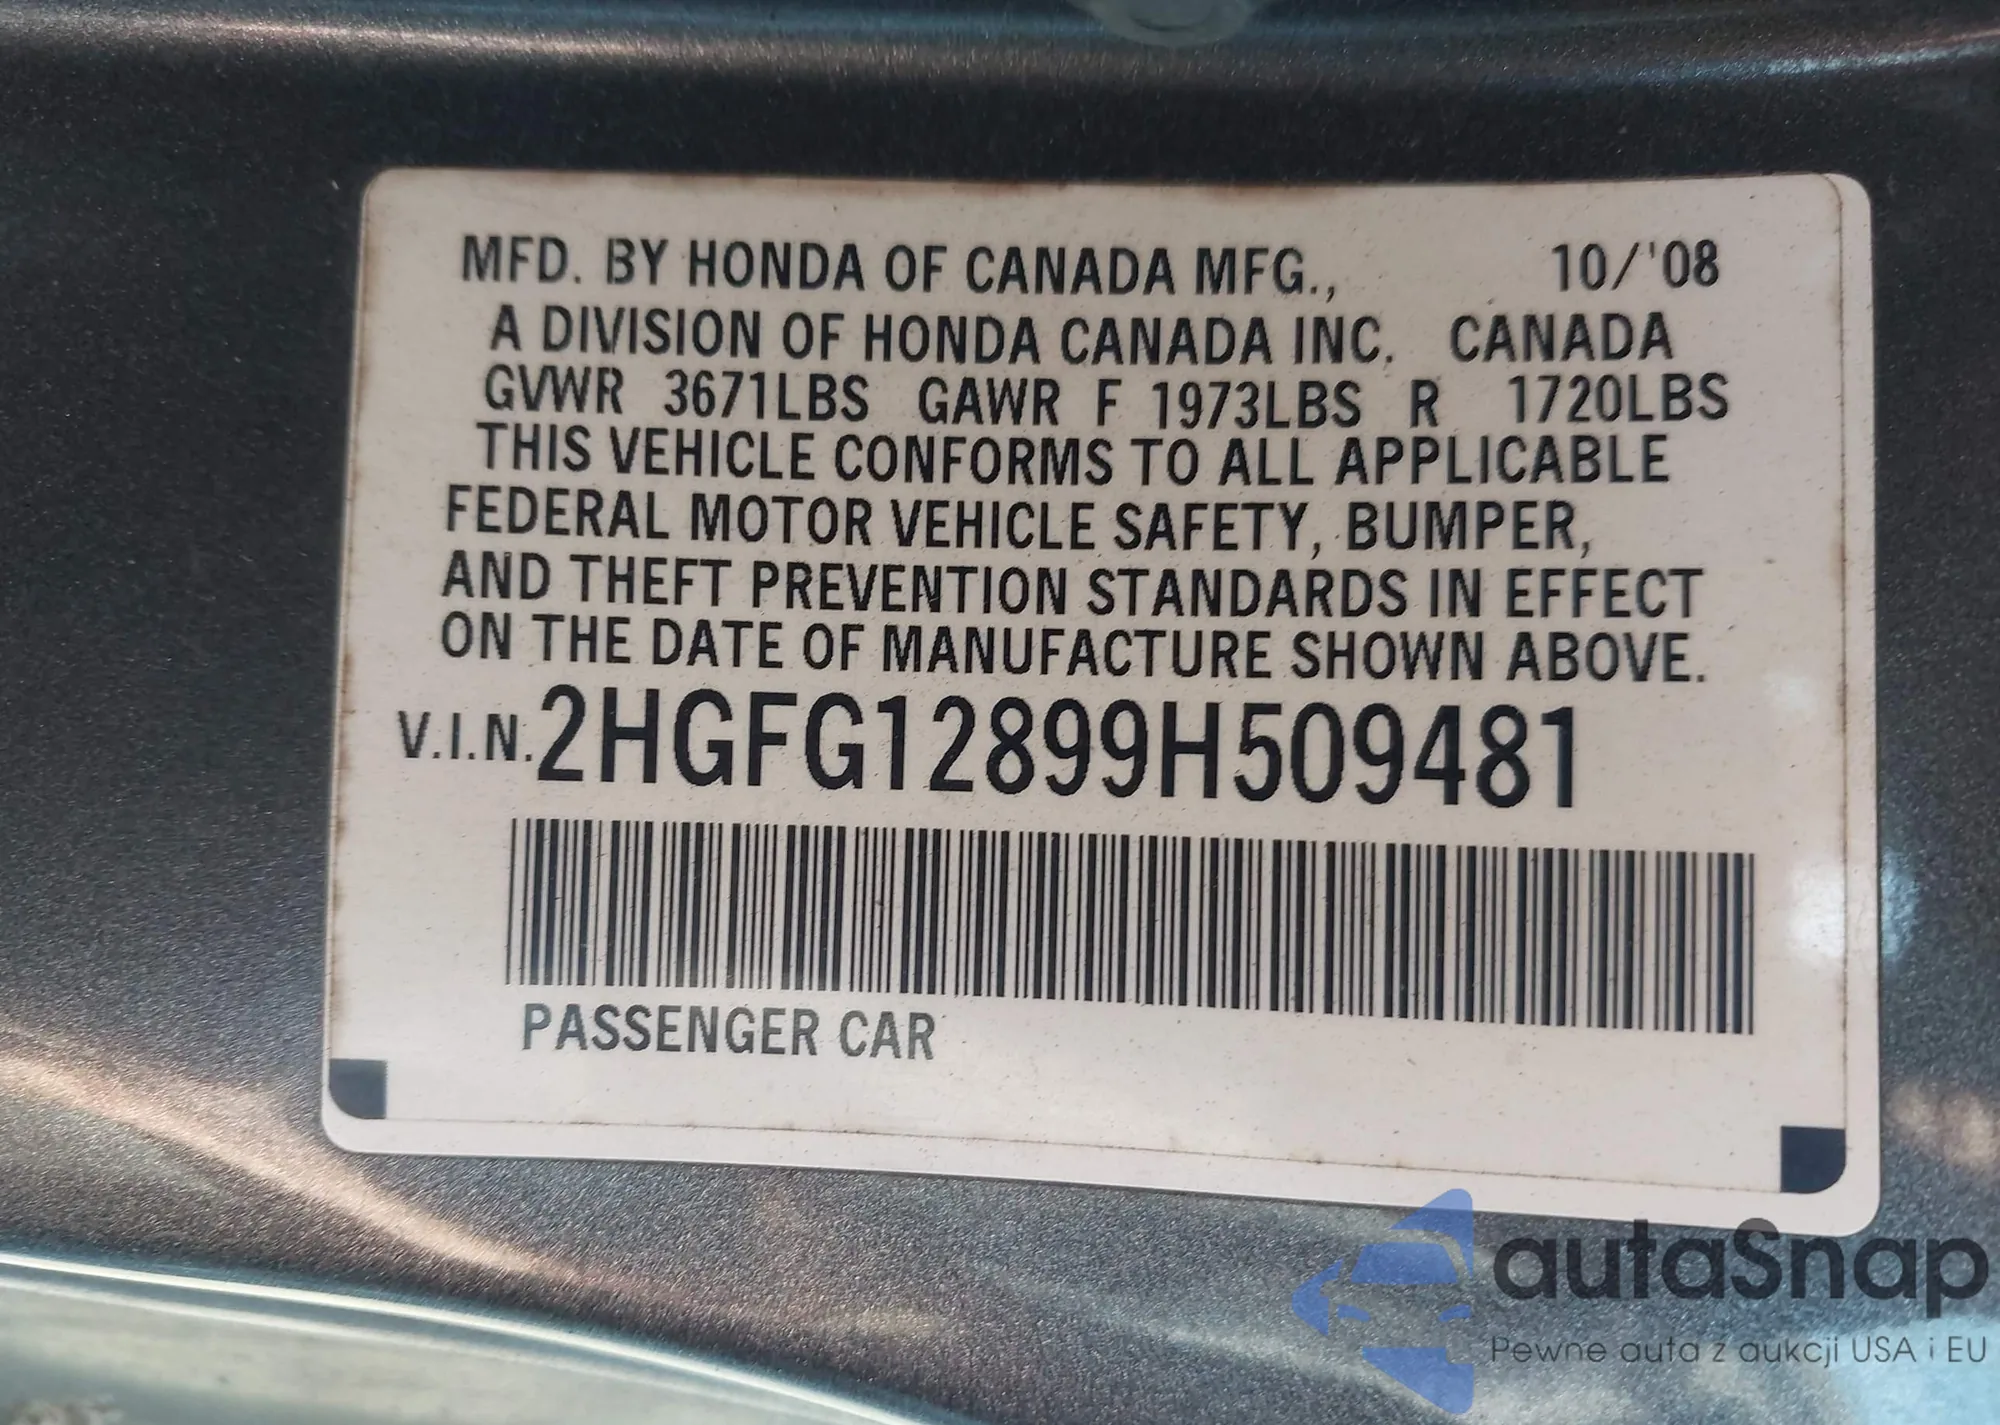 MFD. BY HONDA OF CANADA MFG., 10/'08
A DIVISION OF HONDA CANADA INC. CANADA
GVWR 3671LBS GAWR F 1973LBS R 1720LBS
THIS VEHICLE CONFORMS TO ALL APPLICABLE
FEDERAL MOTOR VEHICLE SAFETY, BUMPER,
AND THEFT PREVENTION STANDARDS IN EFFECT
ON THE DATE OF MANUFACTURE SHOWN ABOVE.
V.I.N. 2HGFG12899H509481
PASSENGER CAR
autaSnap
Pewne auta z aukcji USA i EU